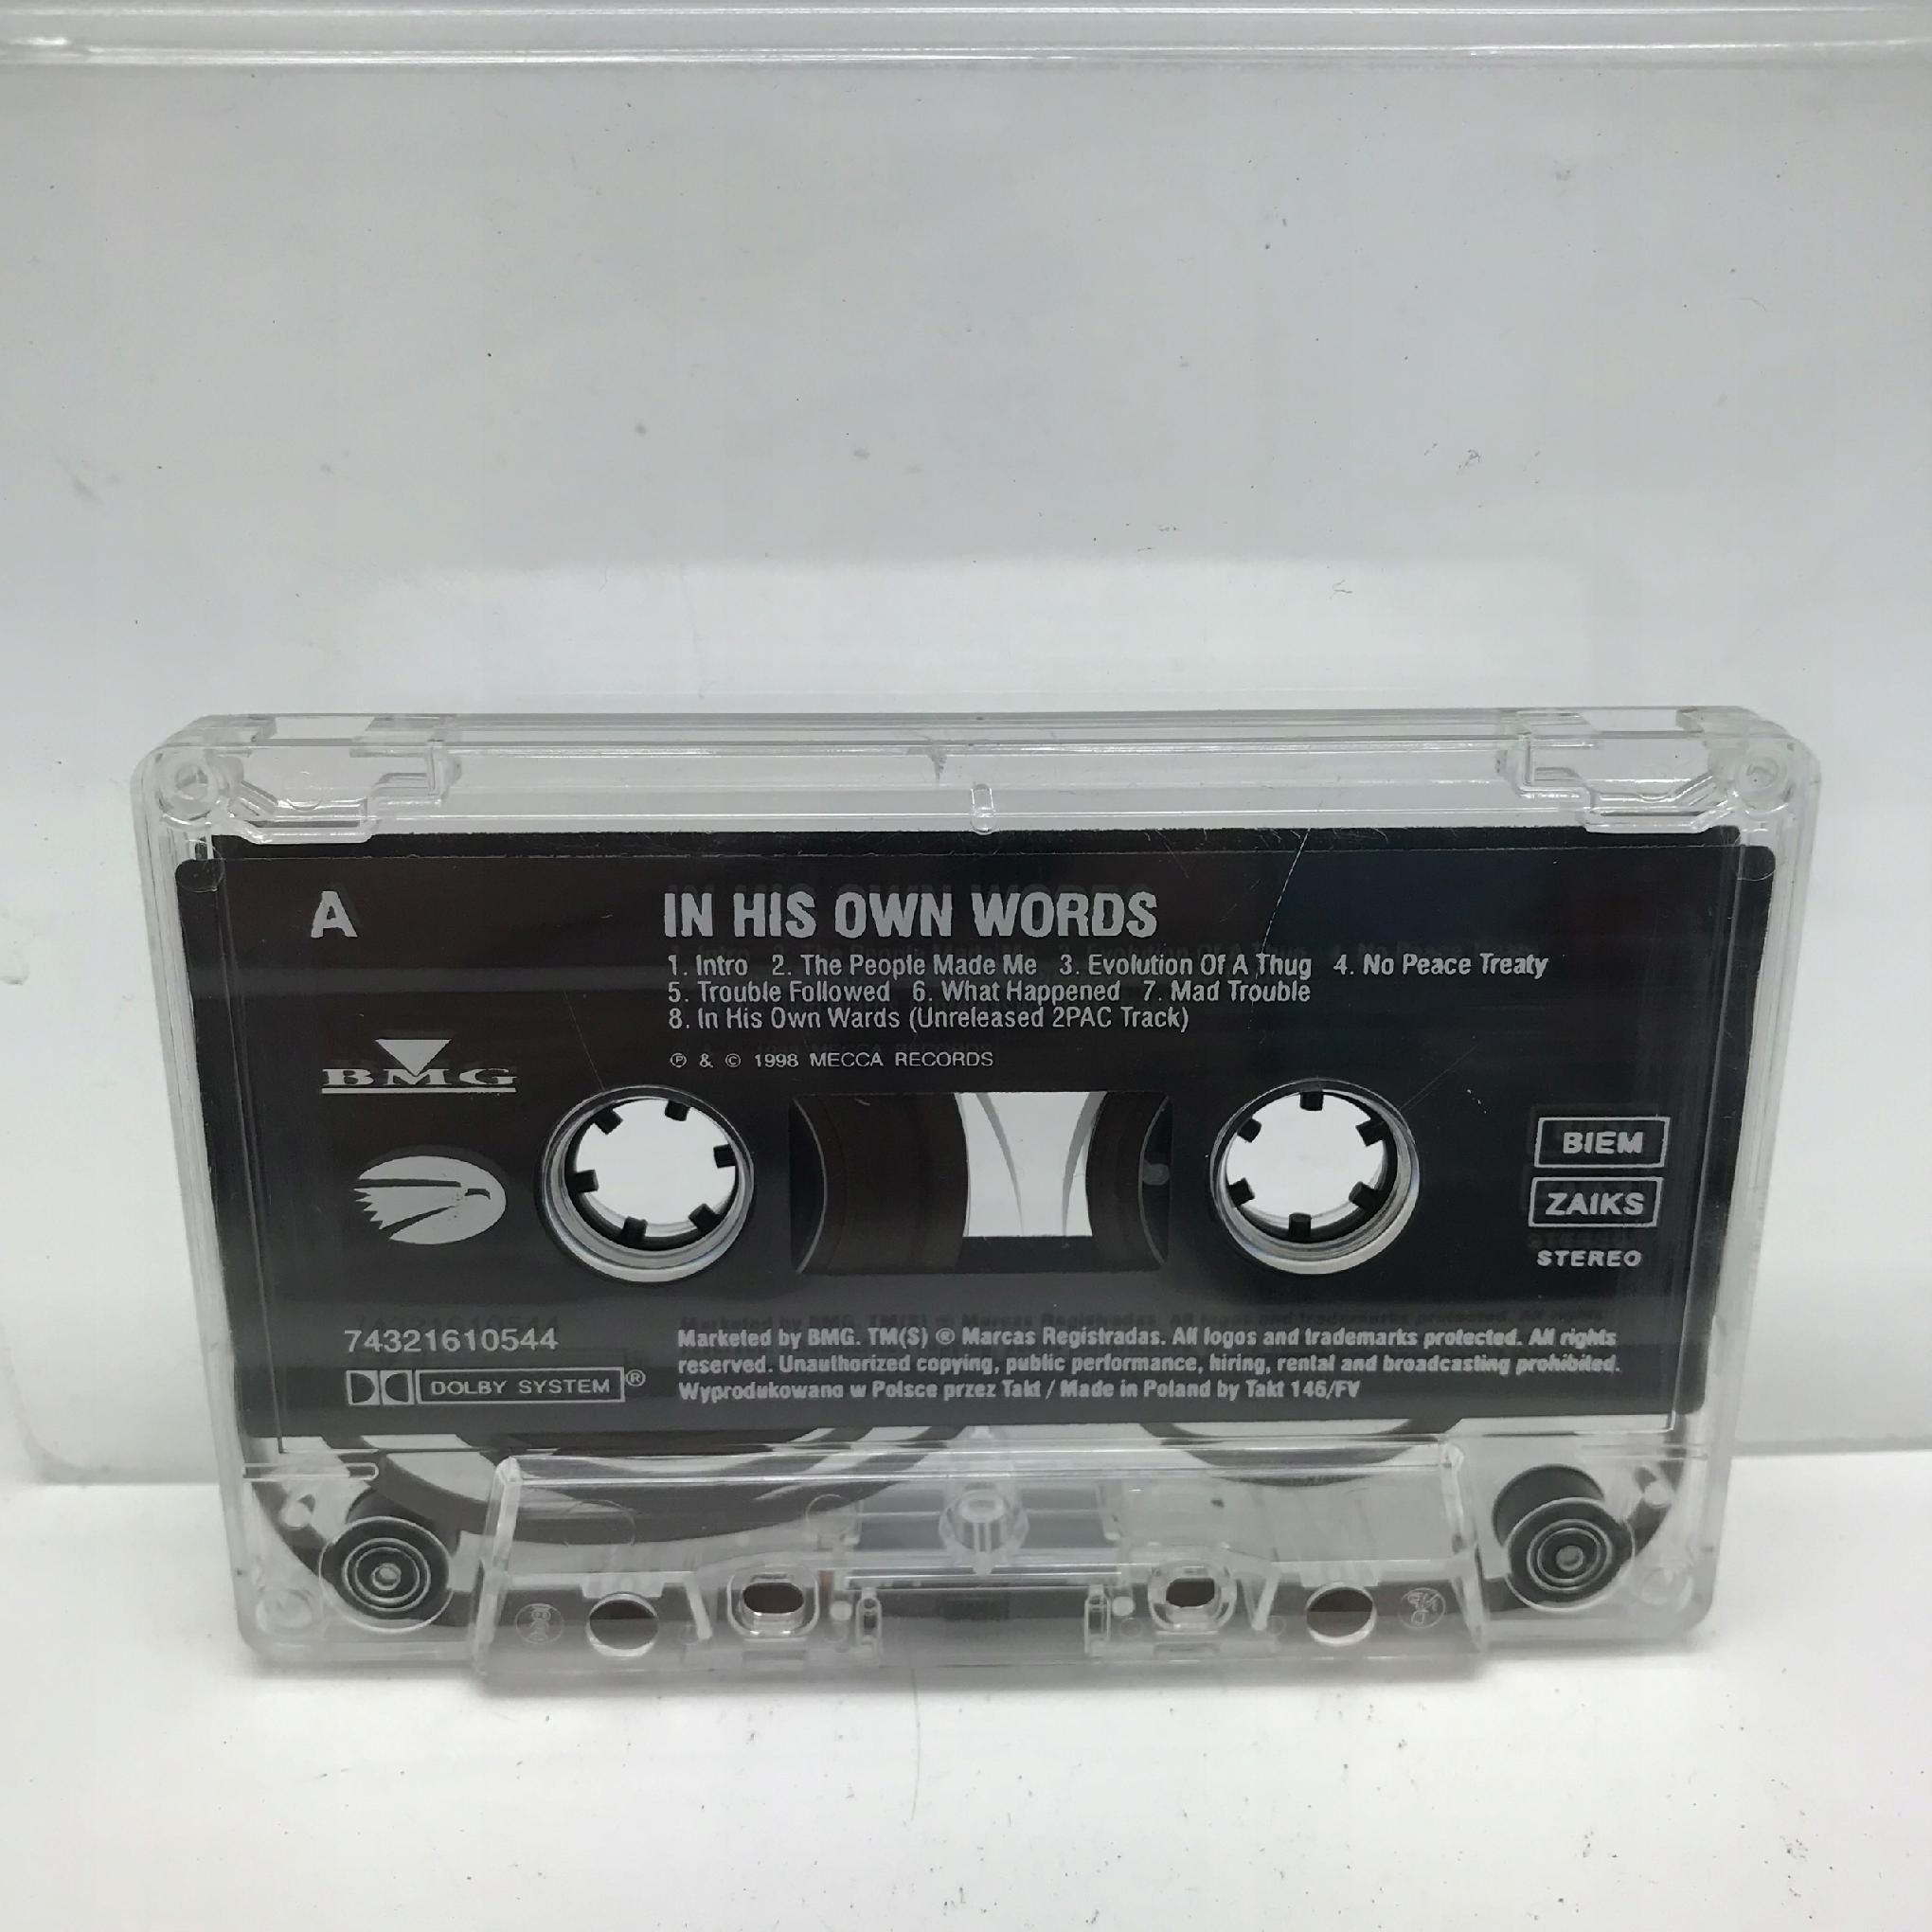 A
IN HIS OWN WORDS
1. Intro 2. The People Made Me 3. Evolution Of A Thug 4. No Peace Treaty
5. Trouble Followed 6. What Happened 7. Mad Trouble
8. In His Own Wards (Unreleased 2PAC Track)
℗ & © 1998 MECCA RECORDS
BMG
BIEM
ZAIKS
STEREO
74321610544
DOLBY SYSTEM®
Marketed by BMG. TM(S) ® Marcas Registradas. All logos and trademarks protected. All rights
reserved. Unauthorized copying, public performance, hiring, rental and broadcasting prohibited.
Wyprodukowano w Polsce przez Takt / Made in Poland by Takt 146/FV